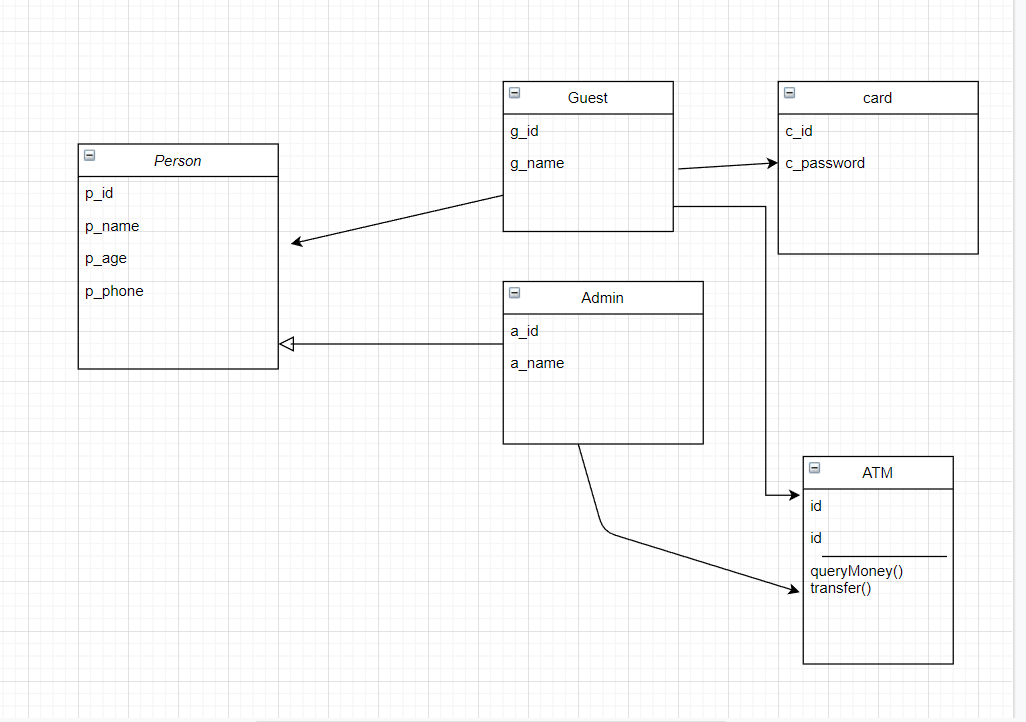 Person
p_id
p_name
p_age
p_phone
Guest
g_id
g_name
card
c_id
c_password
Admin
a_id
a_name
ATM
id
id
queryMoney()
transfer()